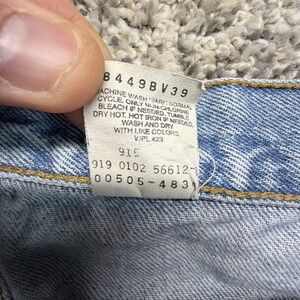 8449BV39
MACHINE WASH WARM NORMAL
CYCLE. ONLY NON-CHLORINE
BLEACH IF NEEDED. TUMBLE
DRY HOT. HOT IRON IF NEEDED.
WASH AND DRY
WITH LIKE COLORS.
V/PL 423
915
919 0102 56612-
00505-483